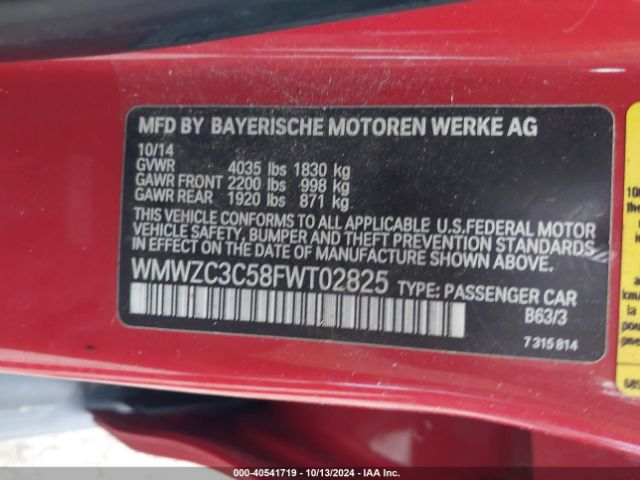 MFD BY BAYERISCHE MOTOREN WERKE AG
10/14
GVWR 4035 lbs 1830 kg
GAWR FRONT 2200 lbs 998 kg
GAWR REAR 1920 lbs 871 kg
THIS VEHICLE CONFORMS TO ALL APPLICABLE U.S.FEDERAL MOTOR
VEHICLE SAFETY, BUMPER AND THEFT PREVENTION STANDARDS IN
EFFECT ON THE DATE OF MANUFACTURE SHOWN ABOVE.
WMWZC3C58FWT02825 TYPE: PASSENGER CAR
B63/3
7 315 814
000-40541719 - 10/13/2024 - IAAI.com